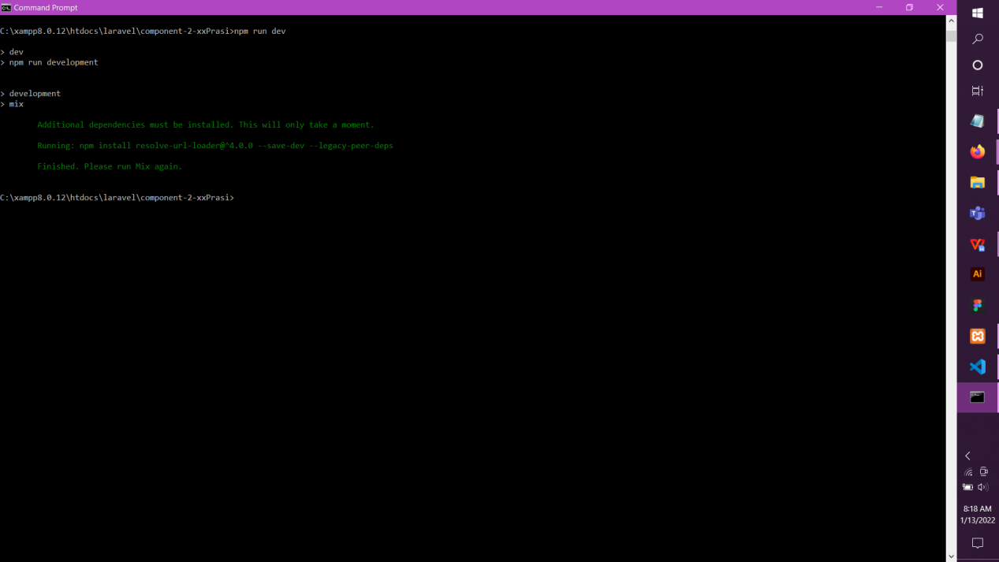 Command Prompt
C:\xampp8.0.12\htdocs\laravel\component-2-xxPrasi>npm run dev
> dev
> npm run development
> development
> mix
Additional dependencies must be installed. This will only take a moment.
Running: npm install resolve-url-loader@^4.0.0 --save-dev --legacy-peer-deps
Finished. Please run Mix again.
C:\xampp8.0.12\htdocs\laravel\component-2-xxPrasi>
Ai
8:18 AM
1/13/2022